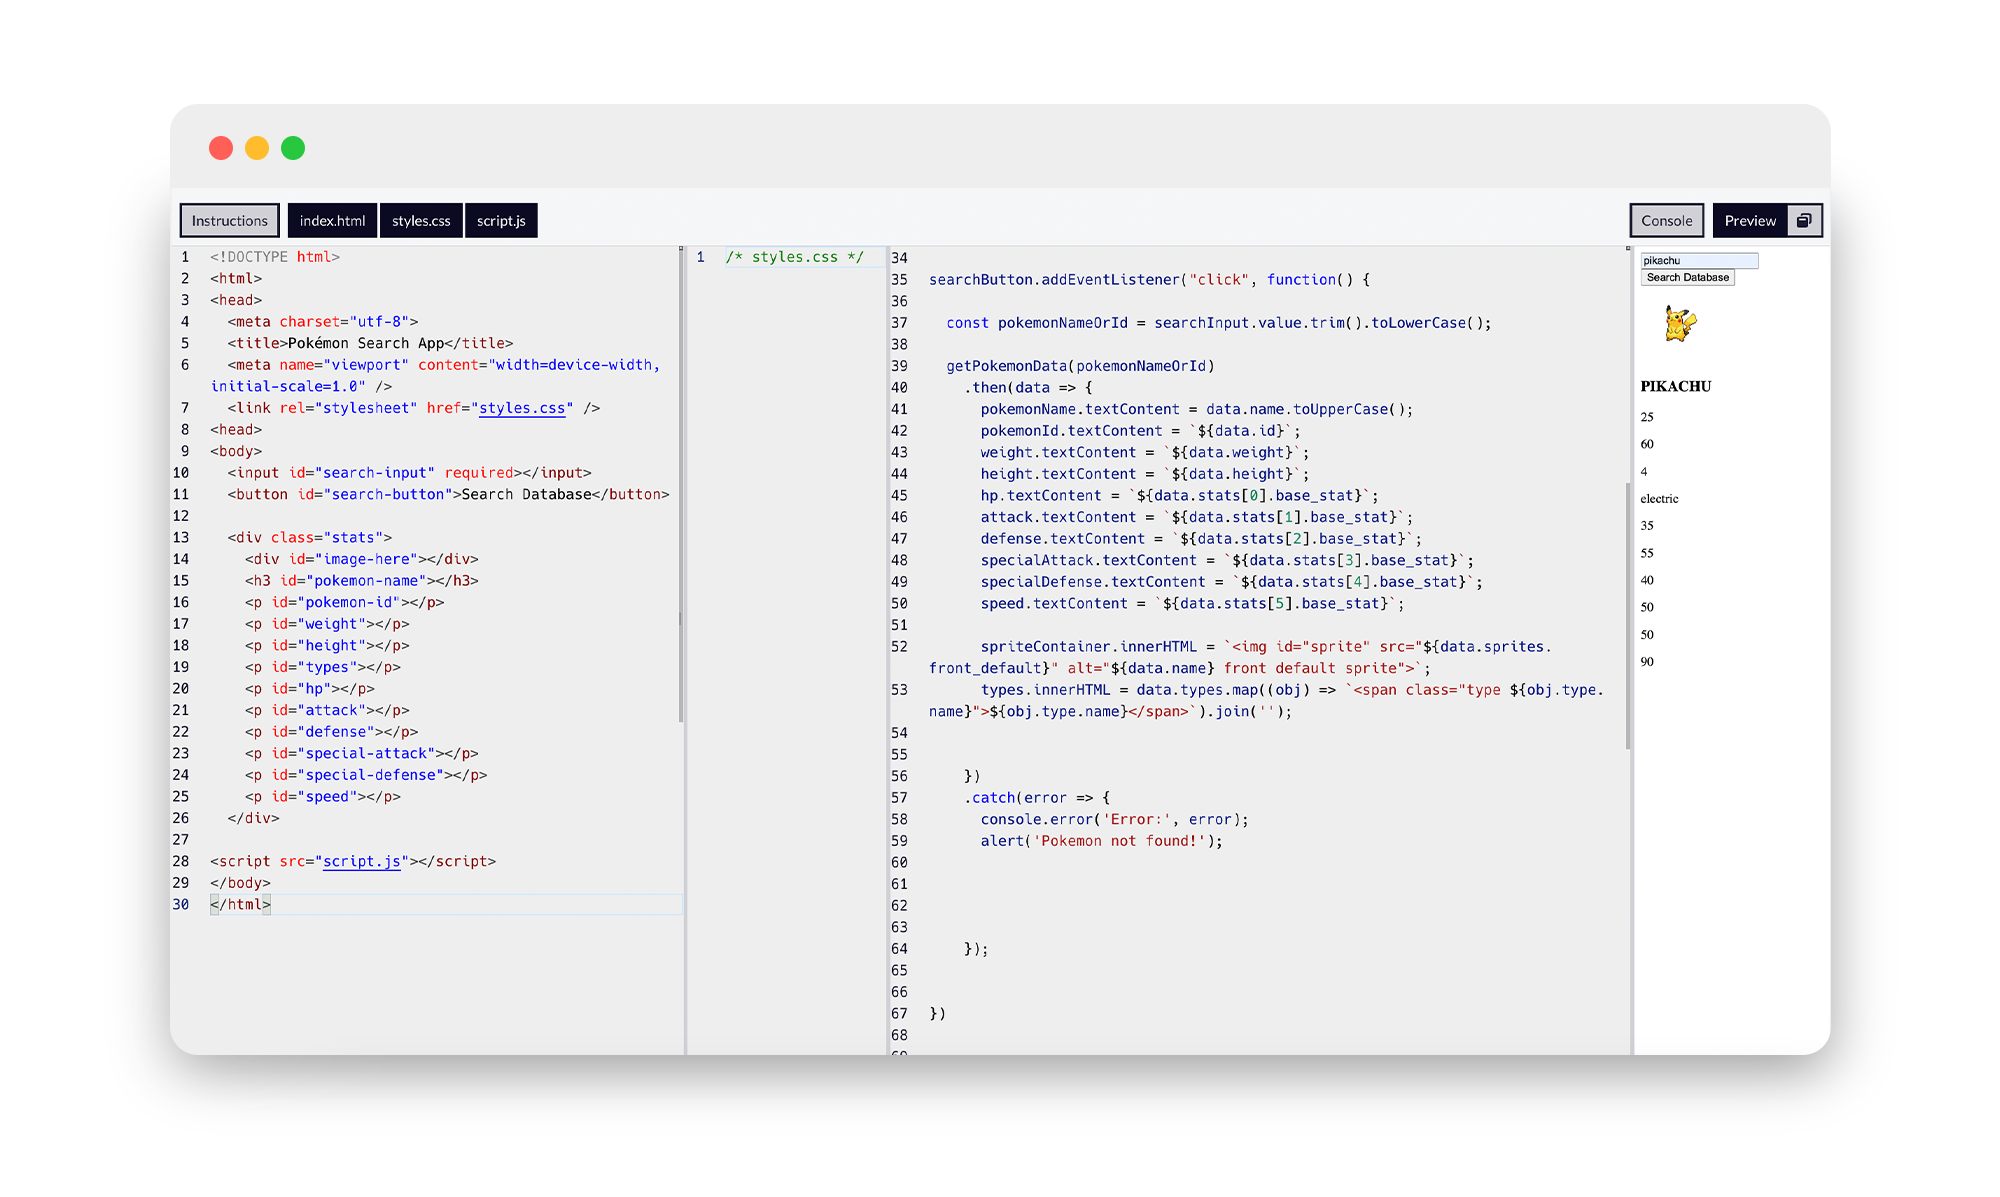 Instructions
index.html
styles.css
script.js
Console
Preview
1 <!DOCTYPE html>
2 <html>
3 <head>
4   <meta charset="utf-8">
5   <title>Pokémon Search App</title>
6   <meta name="viewport" content="width=device-width,
initial-scale=1.0" />
7   <link rel="stylesheet" href="styles.css" />
8 <head>
9 <body>
10   <input id="search-input" required></input>
11   <button id="search-button">Search Database</button>
12
13   <div class="stats">
14     <div id="image-here"></div>
15     <h3 id="pokemon-name"></h3>
16     <p id="pokemon-id"></p>
17     <p id="weight"></p>
18     <p id="height"></p>
19     <p id="types"></p>
20     <p id="hp"></p>
21     <p id="attack"></p>
22     <p id="defense"></p>
23     <p id="special-attack"></p>
24     <p id="special-defense"></p>
25     <p id="speed"></p>
26   </div>
27
28 <script src="script.js"></script>
29 </body>
30 </html>
1 /* styles.css */
34
35 searchButton.addEventListener("click", function() {
36
37   const pokemonNameOrId = searchInput.value.trim().toLowerCase();
38
39   getPokemonData(pokemonNameOrId)
40     .then(data => {
41       pokemonName.textContent = data.name.toUpperCase();
42       pokemonId.textContent = `${data.id}`;
43       weight.textContent = `${data.weight}`;
44       height.textContent = `${data.height}`;
45       hp.textContent = `${data.stats[0].base_stat}`;
46       attack.textContent = `${data.stats[1].base_stat}`;
47       defense.textContent = `${data.stats[2].base_stat}`;
48       specialAttack.textContent = `${data.stats[3].base_stat}`;
49       specialDefense.textContent = `${data.stats[4].base_stat}`;
50       speed.textContent = `${data.stats[5].base_stat}`;
51
52       spriteContainer.innerHTML = `<img id="sprite" src="${data.sprites.
front_default}" alt="${data.name} front default sprite">`;
53       types.innerHTML = data.types.map((obj) => `<span class="type ${obj.type.
name}">${obj.type.name}</span>`).join('');
54
55
56     })
57     .catch(error => {
58       console.error('Error:', error);
59       alert('Pokemon not found!');
60
61
62
63
64     });
65
66
67 })
68
69
pikachu
Search Database
PIKACHU
25
60
4
electric
35
55
40
50
50
90